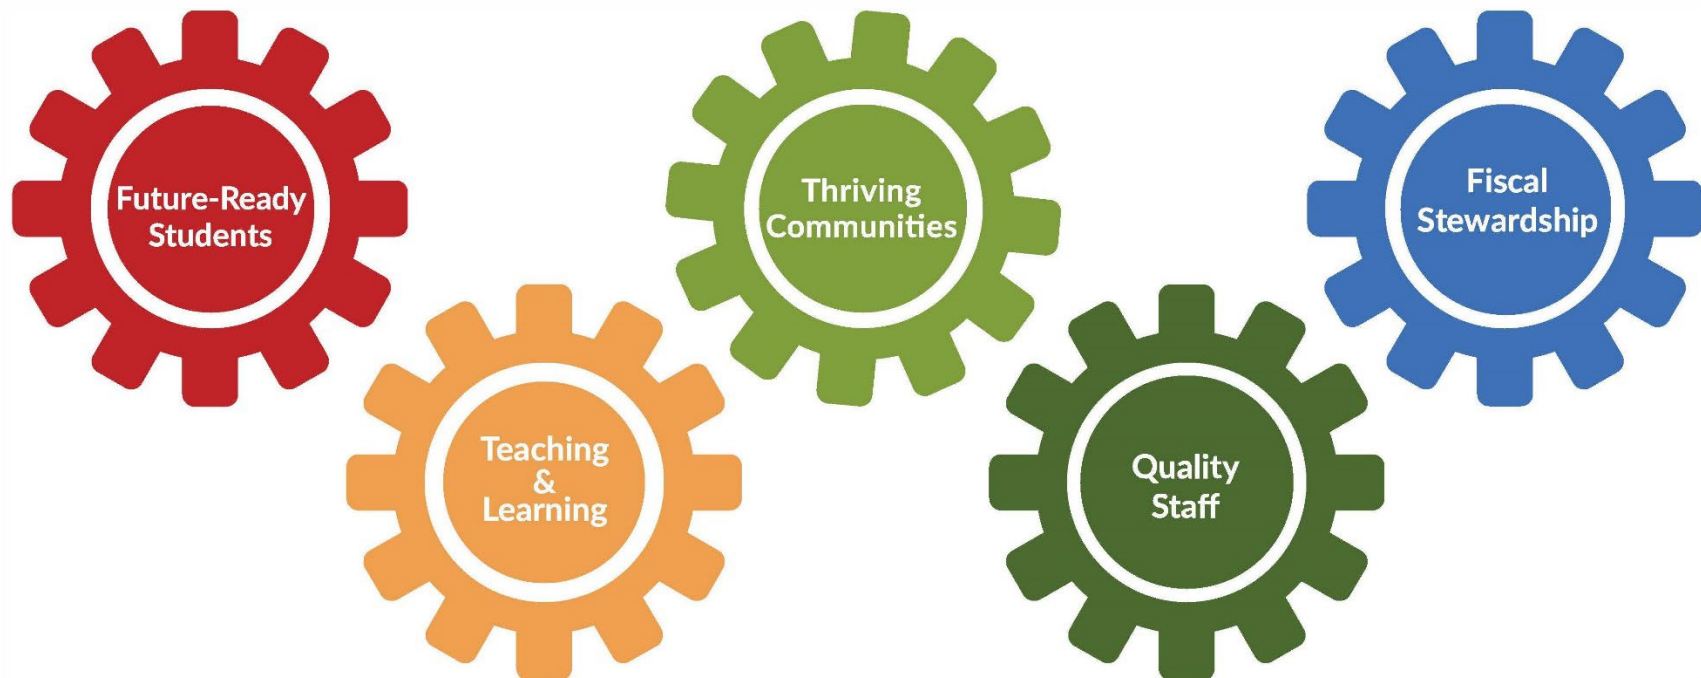 Future-Ready
Students
Teaching
&
Learning
Thriving
Communities
Quality
Staff
Fiscal
Stewardship